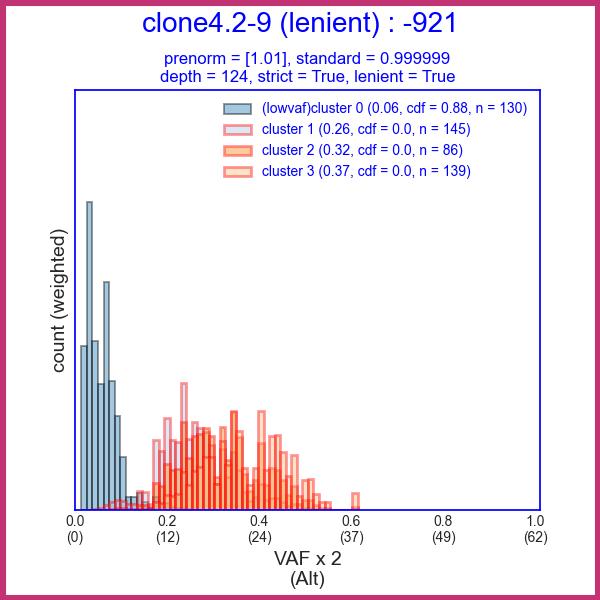 clone4.2-9 (lenient) : -921
prenorm = [1.01], standard = 0.999999
depth = 124, strict = True, lenient = True
(lowvaf)cluster 0 (0.06, cdf = 0.88, n = 130)
cluster 1 (0.26, cdf = 0.0, n = 145)
cluster 2 (0.32, cdf = 0.0, n = 86)
cluster 3 (0.37, cdf = 0.0, n = 139)
count (weighted)
0.0 0.2 0.4 0.6 0.8 1.0
(0) (12) (24) (37) (49) (62)
VAF x 2
(Alt)